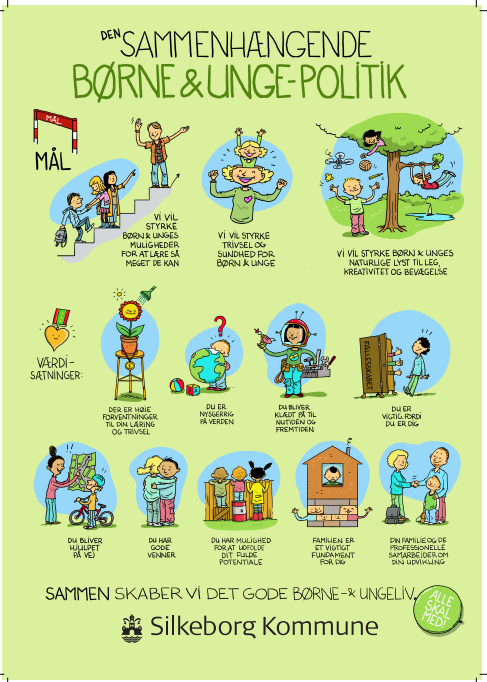 DEN SAMMENHÆNGENDE
BØRNE & UNGE-POLITIK
MÅL
MÅL
VI VIL
STYRKE
BØRN & UNGES
MULIGHEDER
FOR AT LÆRE SÅ
MEGET DE KAN
VI VIL STYRKE
TRIVSEL OG
SUNDHED FOR
BØRN & UNGE
VI VIL STYRKE BØRN & UNGES
NATURLIGE LYST TIL LEG,
KREATIVITET OG BEVÆGELSE
VÆRDI-
SÆTNINGER:
DER ER HØJE
FORVENTNINGER
TIL DIN LÆRING
OG TRIVSEL
?
DU ER
NYSGERRIG
PÅ VERDEN
DU BLIVER
KLÆDT PÅ TIL
NUTIDEN OG
FREMTIDEN
FÆLLESSKABET
DU ER
VIGTIG, FORDI
DU ER DIG
DU BLIVER
HJULPET
PÅ VEJ
DU HAR
GODE
VENNER
DU HAR MULIGHED
FOR AT UDFOLDE
DIT FULDE
POTENTIALE
FAMILIEN ER
ET VIGTIGT
FUNDAMENT
FOR DIG
DIN FAMILIE OG DE
PROFESSIONELLE
SAMARBEJDER OM
DIN UDVIKLING
SAMMEN SKABER VI DET GODE BØRNE-& UNGELIV.
ALLE
SKAL
MED!
Silkeborg Kommune